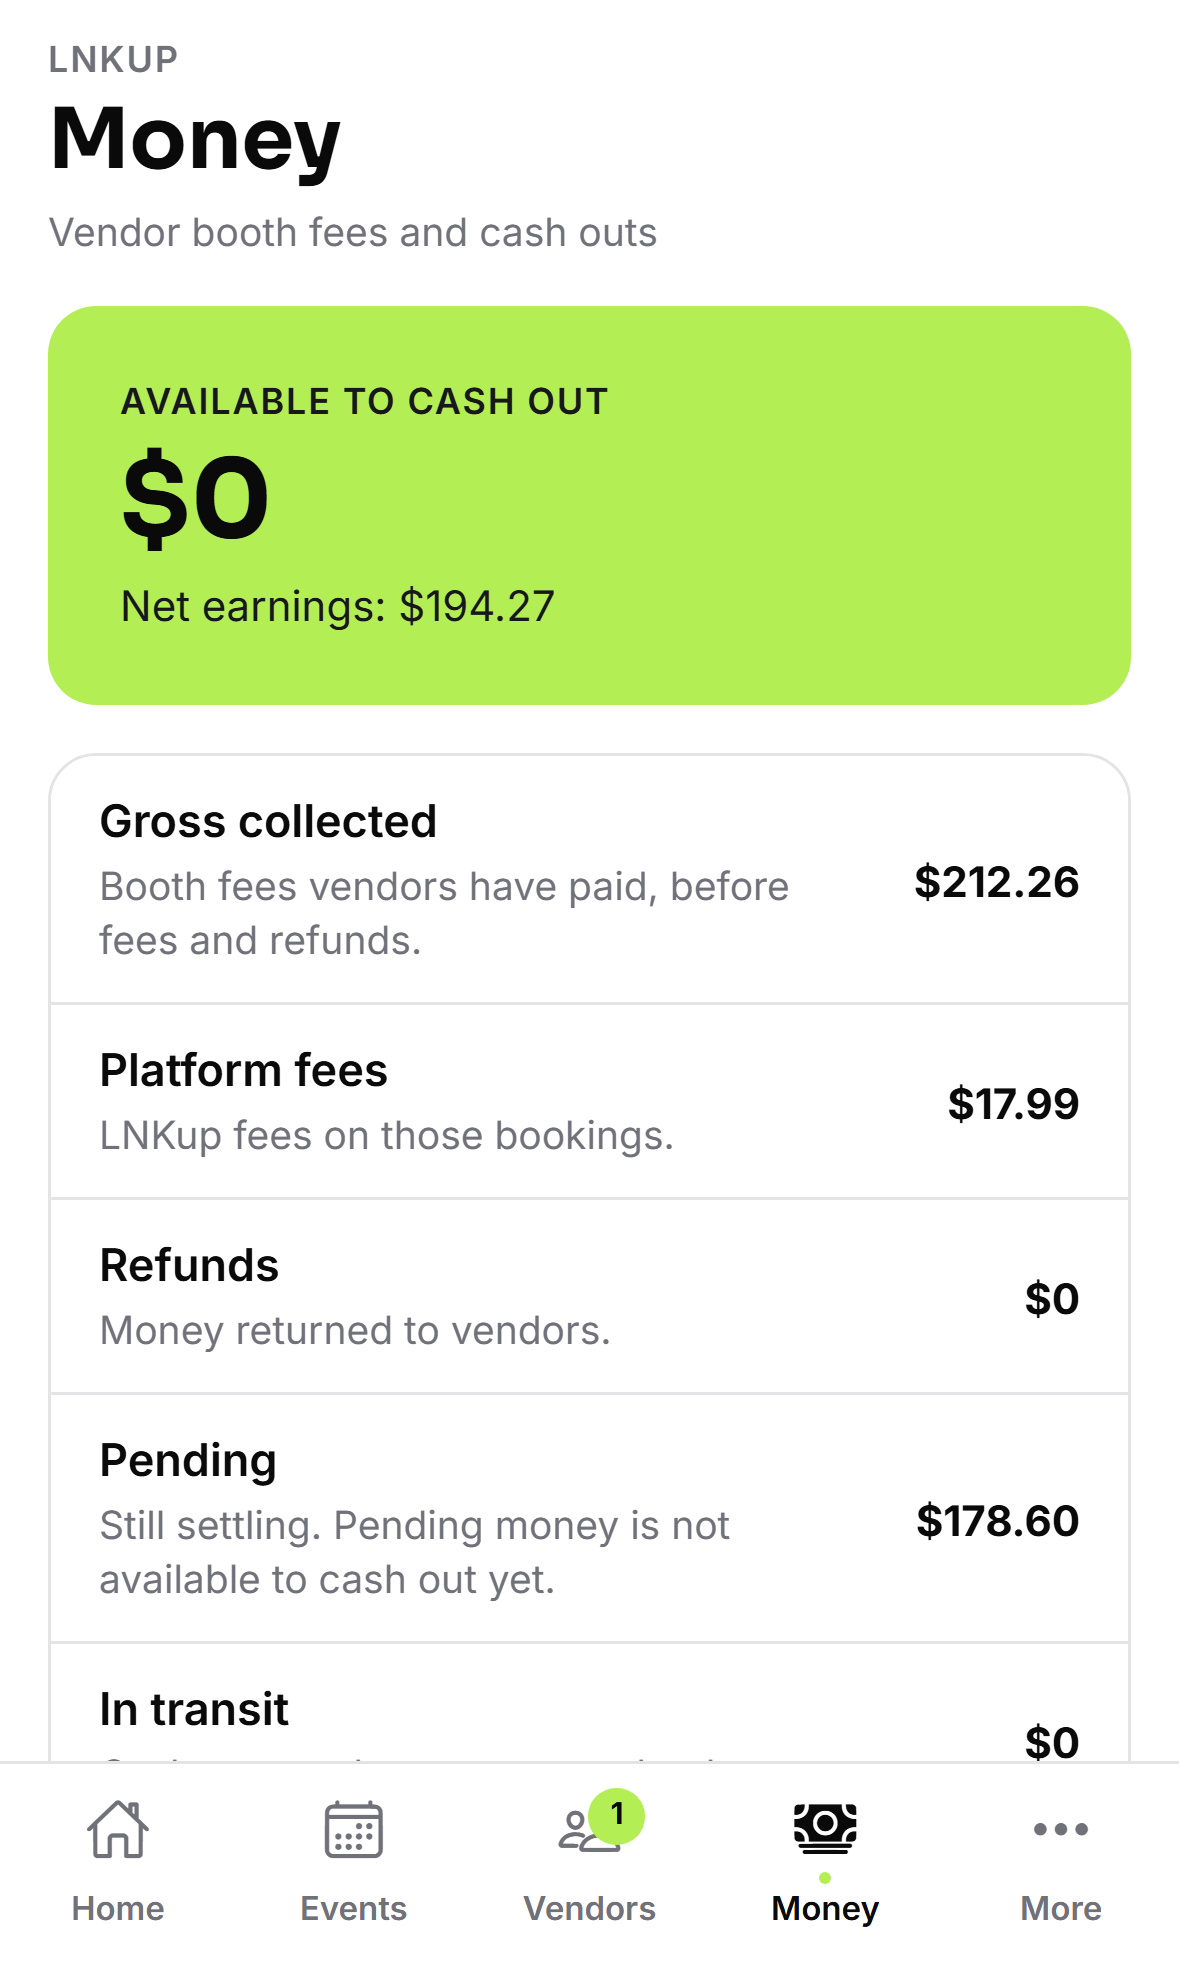 LNKUP
Money
Vendor booth fees and cash outs
AVAILABLE TO CASH OUT
$0
Net earnings: $194.27
Gross collected
Booth fees vendors have paid, before
fees and refunds.
$212.26
Platform fees
LNKup fees on those bookings.
$17.99
Refunds
Money returned to vendors.
$0
Pending
Still settling. Pending money is not
available to cash out yet.
$178.60
In transit
$0
1
Home
Events
Vendors
Money
More